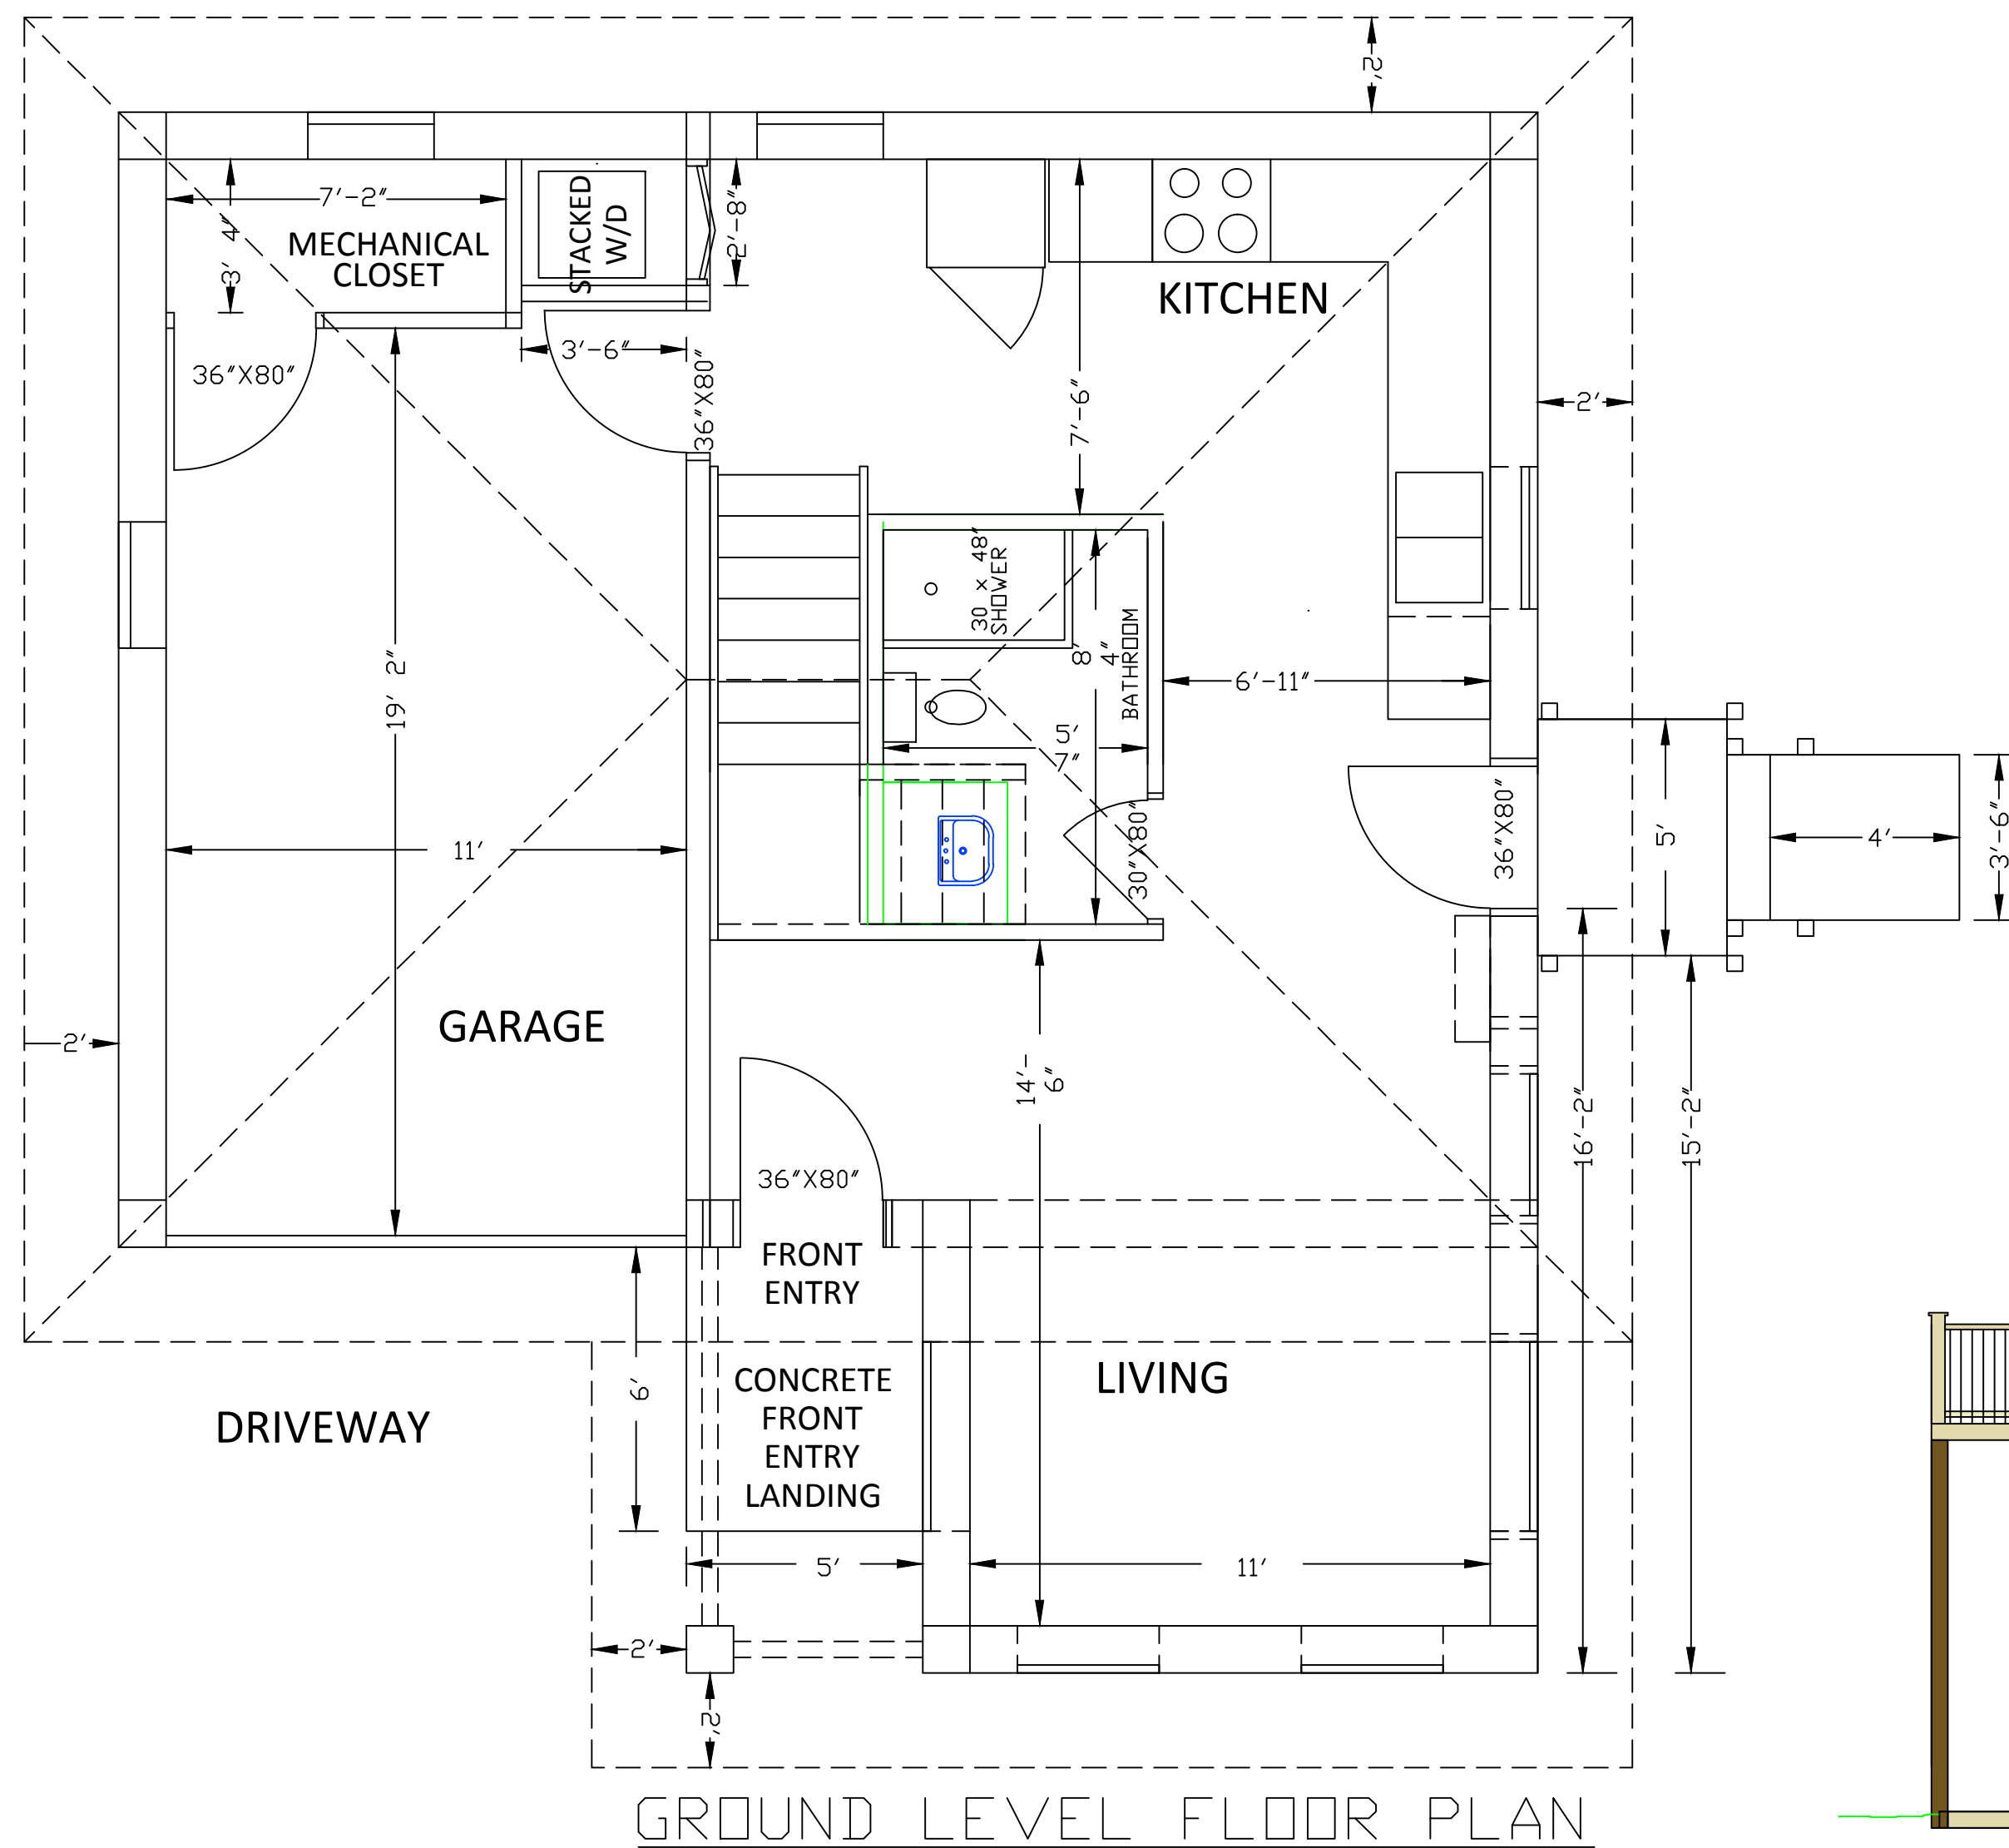 2'
7'-2"
3' 4"
MECHANICAL
CLOSET
STACKED
W/D
2'-8"
KITCHEN
3'-6"
36"X80"
36"X80"
7'-6"
2'
30 x 48"
SHOWER
8'
4"
BATHROOM
19' 2"
6'-11"
5'
7"
11'
30"X80"
36"X80"
5'
4'
3'-6"
GARAGE
2'
14'-
6"
16'-2"
15'-2"
36"X80"
FRONT
ENTRY
6'
CONCRETE
FRONT
ENTRY
LANDING
LIVING
DRIVEWAY
5'
11'
2'
2'
GROUND LEVEL FLOOR PLAN